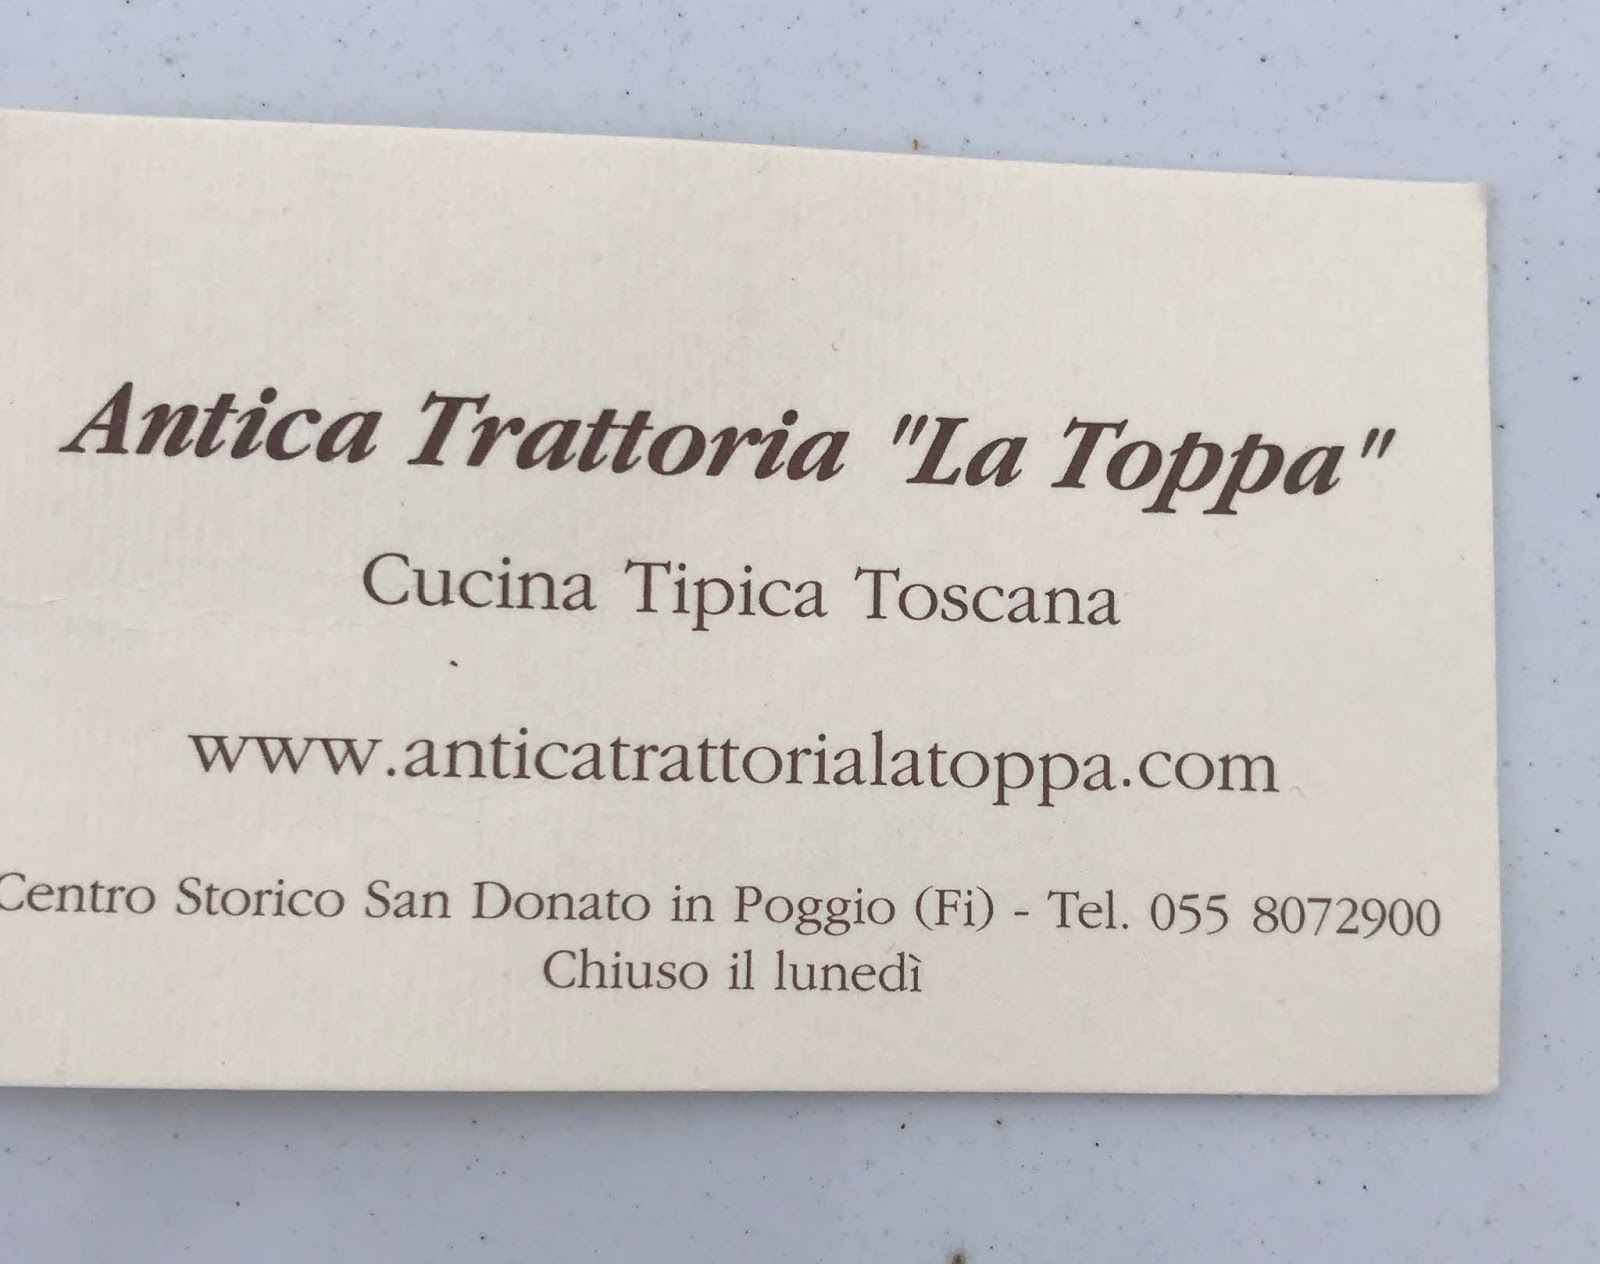 Antica Trattoria "La Toppa"
Cucina Tipica Toscana
www.anticatrattorialatoppa.com
Centro Storico San Donato in Poggio (Fi) - Tel. 055 8072900
Chiuso il lunedì